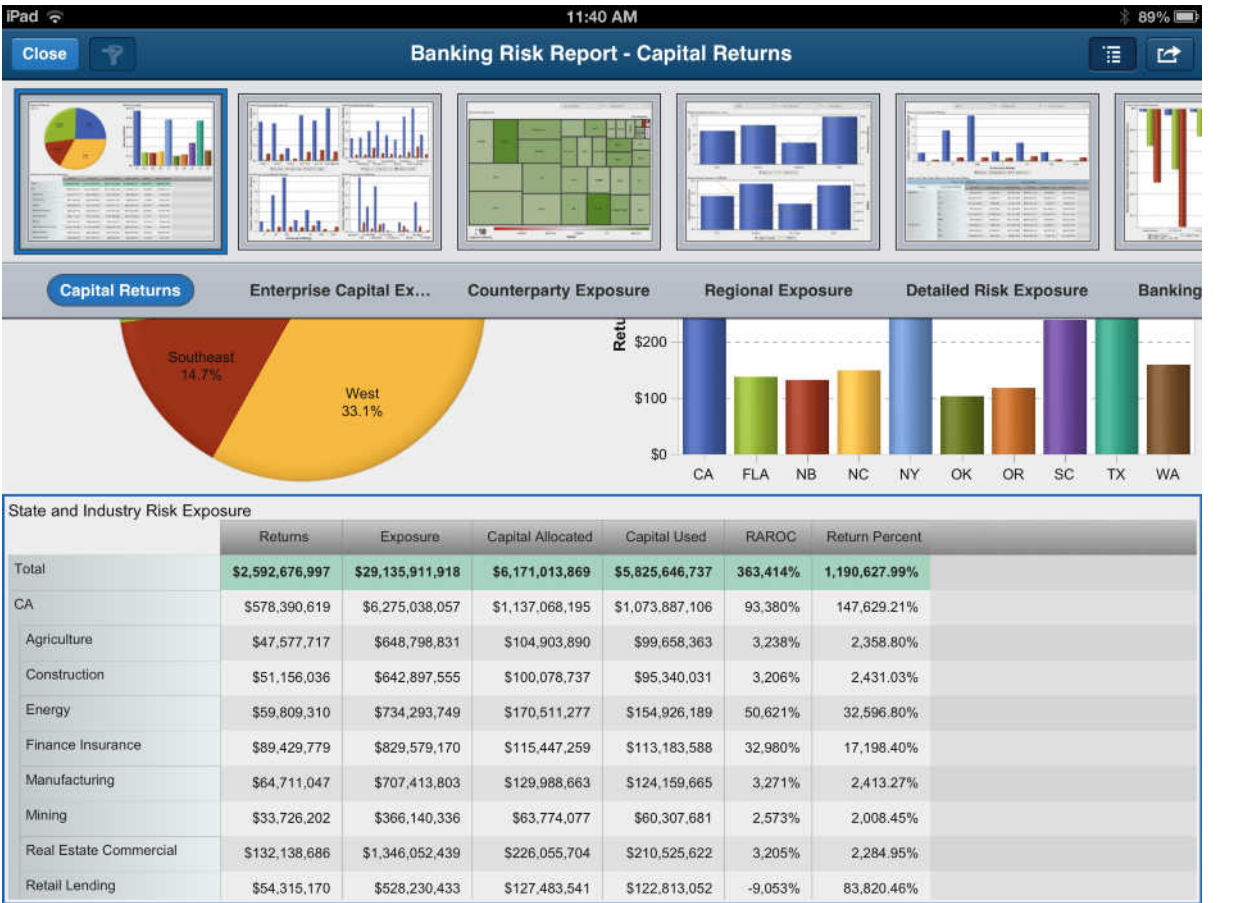 iPad 11:40 AM 89%
Close Banking Risk Report - Capital Returns
Capital Returns Enterprise Capital Ex... Counterparty Exposure Regional Exposure Detailed Risk Exposure Banking
Southeast
14.7%
West
33.1%
Retu
$200
$100
$0
CA FLA NB NC NY OK OR SC TX WA
State and Industry Risk Exposure
Returns Exposure Capital Allocated Capital Used RAROC Return Percent
Total $2,592,676,997 $29,135,911,918 $6,171,013,869 $5,825,646,737 363,414% 1,190,627.99%
CA $578,390,619 $6,275,038,057 $1,137,068,195 $1,073,887,106 93,380% 147,629.21%
Agriculture $47,577,717 $648,798,831 $104,903,890 $99,658,363 3,238% 2,358.80%
Construction $51,156,036 $642,897,555 $100,078,737 $95,340,031 3,206% 2,431.03%
Energy $59,809,310 $734,293,749 $170,511,277 $154,926,189 50,621% 32,596.80%
Finance Insurance $89,429,779 $829,579,170 $115,447,259 $113,183,588 32,980% 17,198.40%
Manufacturing $64,711,047 $707,413,803 $129,988,663 $124,159,665 3,271% 2,413.27%
Mining $33,726,202 $366,140,336 $63,774,077 $60,307,681 2,573% 2,008.45%
Real Estate Commercial $132,138,686 $1,346,052,439 $226,055,704 $210,525,622 3,205% 2,284.95%
Retail Lending $54,315,170 $528,230,433 $127,483,541 $122,813,052 -9,053% 83,820.46%